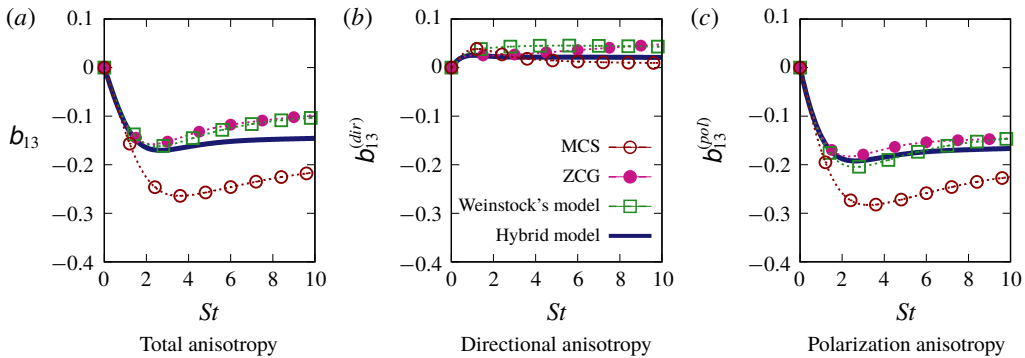 (a) (b) (c)
0.1 0.1 0.1
0 0 0
−0.1 −0.1 −0.1
−0.2 −0.2 −0.2
−0.3 −0.3 −0.3
−0.4 −0.4 −0.4
b13 b13(dir) b13(pol)
MCS
ZCG
Weinstock's model
Hybrid model
0 2 4 6 8 10 0 2 4 6 8 10 0 2 4 6 8 10
St St St
Total anisotropy Directional anisotropy Polarization anisotropy